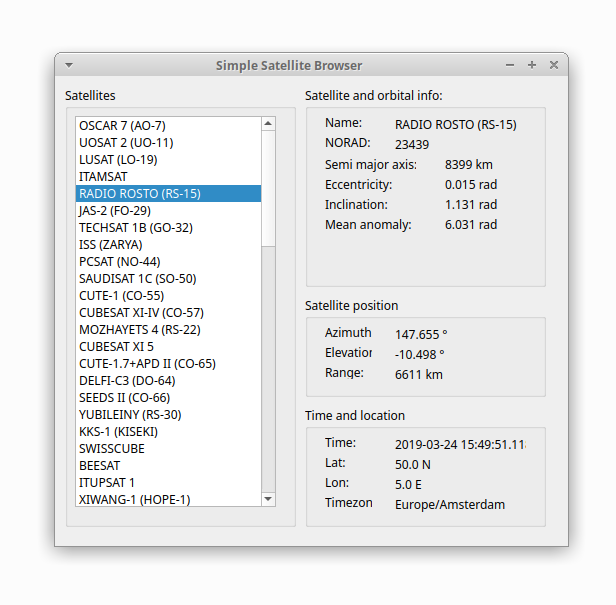 Simple Satellite Browser
Satellites
OSCAR 7 (AO-7)
UOSAT 2 (UO-11)
LUSAT (LO-19)
ITAMSAT
RADIO ROSTO (RS-15)
JAS-2 (FO-29)
TECHSAT 1B (GO-32)
ISS (ZARYA)
PCSAT (NO-44)
SAUDISAT 1C (SO-50)
CUTE-1 (CO-55)
CUBESAT XI-IV (CO-57)
MOZHAYETS 4 (RS-22)
CUBESAT XI 5
CUTE-1.7+APD II (CO-65)
DELFI-C3 (DO-64)
SEEDS II (CO-66)
YUBILEINY (RS-30)
KKS-1 (KISEKI)
SWISSCUBE
BEESAT
ITUPSAT 1
XIWANG-1 (HOPE-1)
Satellite and orbital info:
Name: RADIO ROSTO (RS-15)
NORAD: 23439
Semi major axis: 8399 km
Eccentricity: 0.015 rad
Inclination: 1.131 rad
Mean anomaly: 6.031 rad
Satellite position
Azimuth 147.655 °
Elevation -10.498 °
Range: 6611 km
Time and location
Time: 2019-03-24 15:49:51.11
Lat: 50.0 N
Lon: 5.0 E
Timezon Europe/Amsterdam